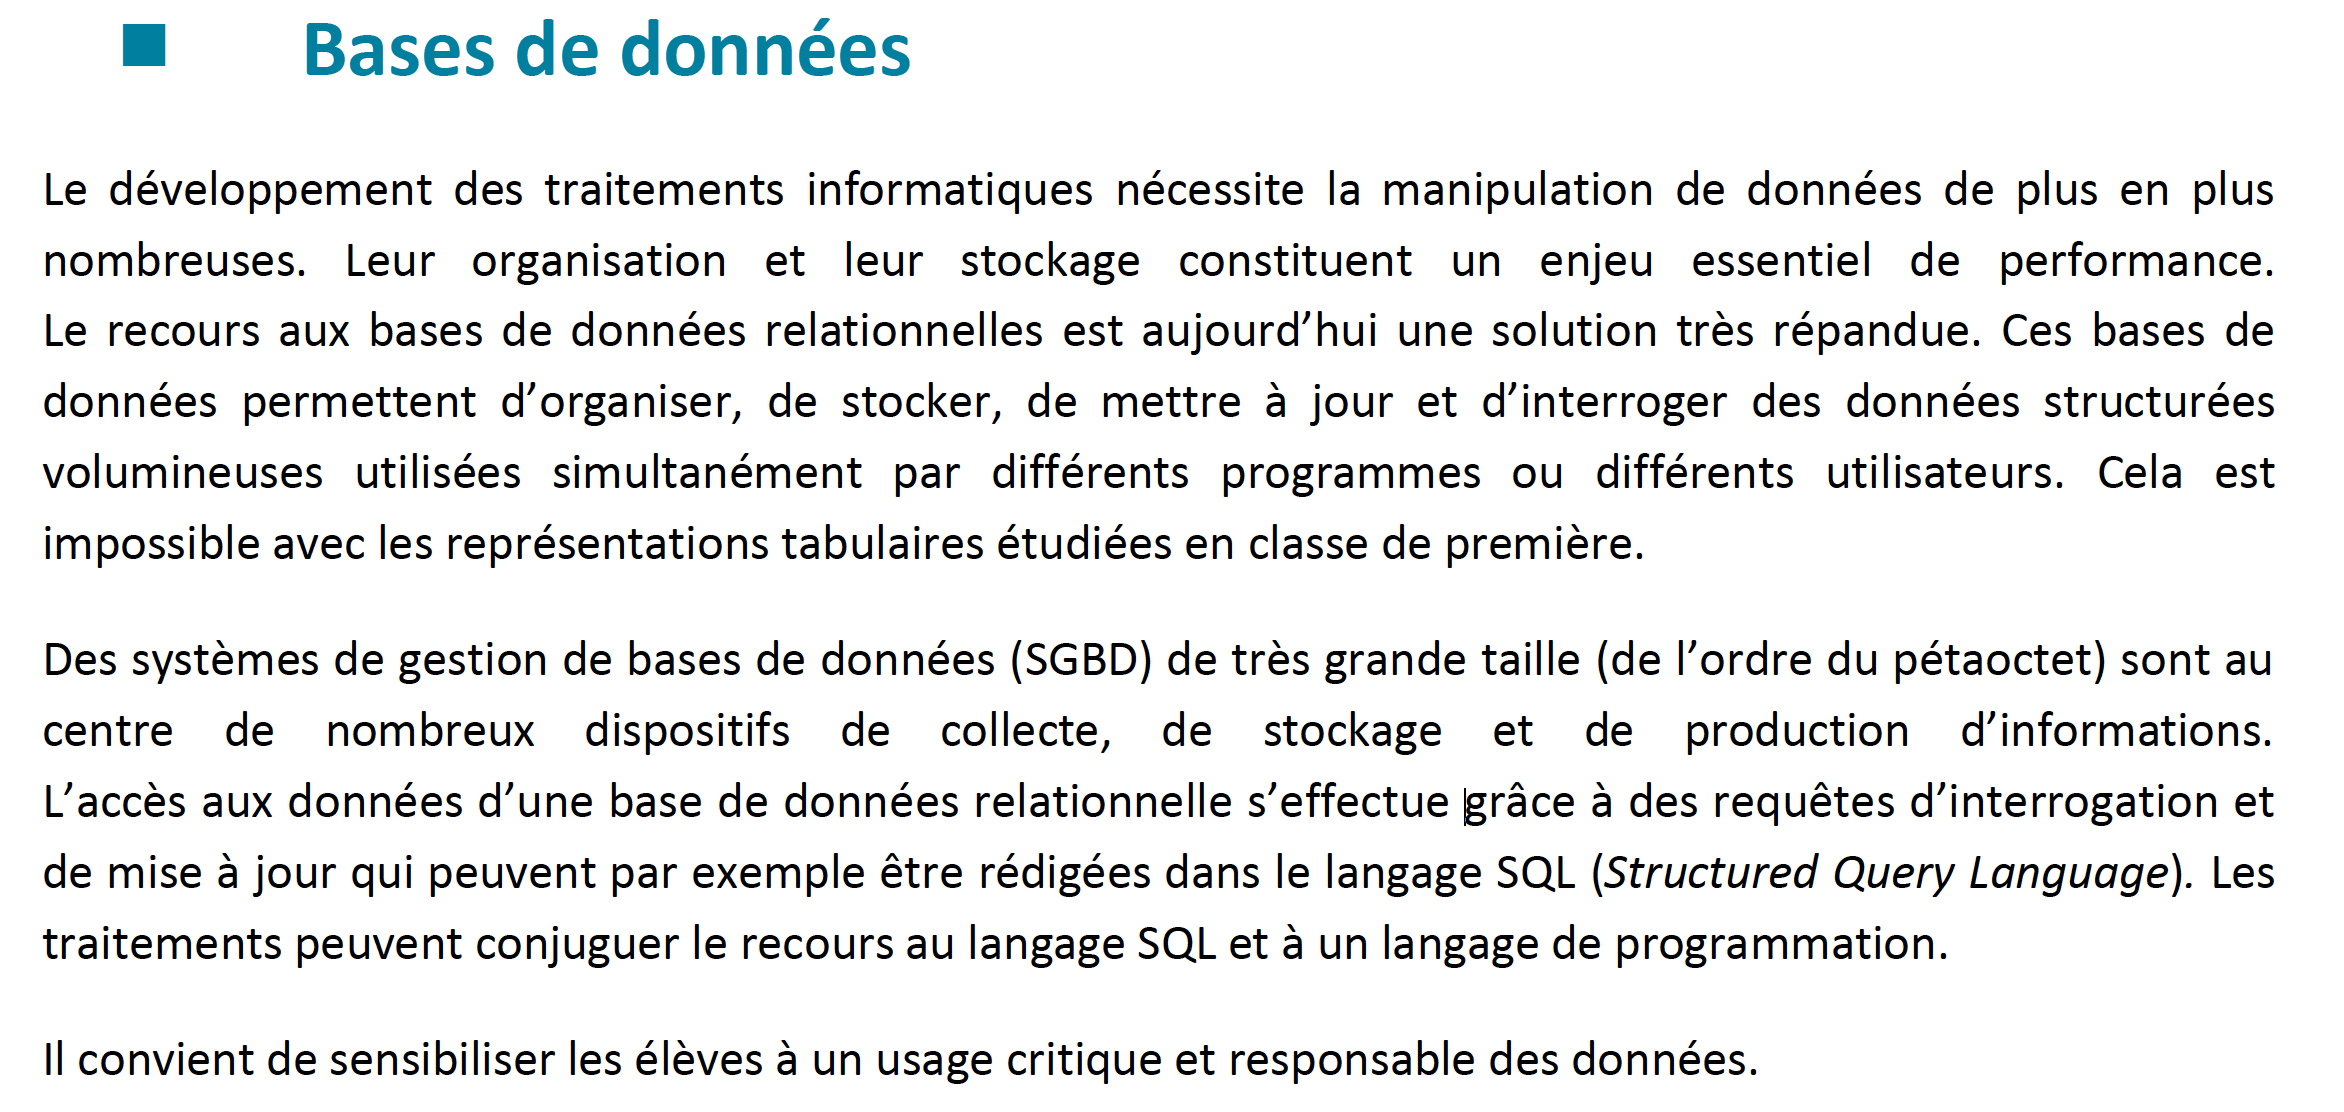 ■ Bases de données
Le développement des traitements informatiques nécessite la manipulation de données de plus en plus
nombreuses. Leur organisation et leur stockage constituent un enjeu essentiel de performance.
Le recours aux bases de données relationnelles est aujourd’hui une solution très répandue. Ces bases de
données permettent d’organiser, de stocker, de mettre à jour et d’interroger des données structurées
volumineuses utilisées simultanément par différents programmes ou différents utilisateurs. Cela est
impossible avec les représentations tabulaires étudiées en classe de première.
Des systèmes de gestion de bases de données (SGBD) de très grande taille (de l’ordre du pétaoctet) sont au
centre de nombreux dispositifs de collecte, de stockage et de production d’informations.
L’accès aux données d’une base de données relationnelle s’effectue grâce à des requêtes d’interrogation et
de mise à jour qui peuvent par exemple être rédigées dans le langage SQL (Structured Query Language). Les
traitements peuvent conjuguer le recours au langage SQL et à un langage de programmation.
Il convient de sensibiliser les élèves à un usage critique et responsable des données.